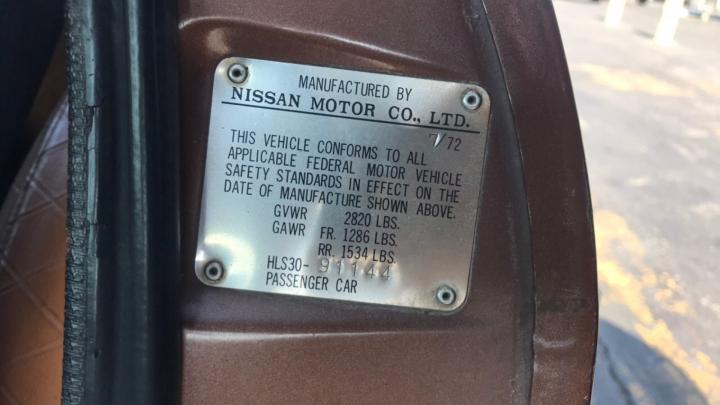 MANUFACTURED BY
NISSAN MOTOR CO., LTD.
7/72
THIS VEHICLE CONFORMS TO ALL
APPLICABLE FEDERAL MOTOR VEHICLE
SAFETY STANDARDS IN EFFECT ON THE
DATE OF MANUFACTURE SHOWN ABOVE.
GVWR 2820 LBS.
GAWR FR. 1286 LBS.
RR. 1534 LBS.
HLS30-91144
PASSENGER CAR